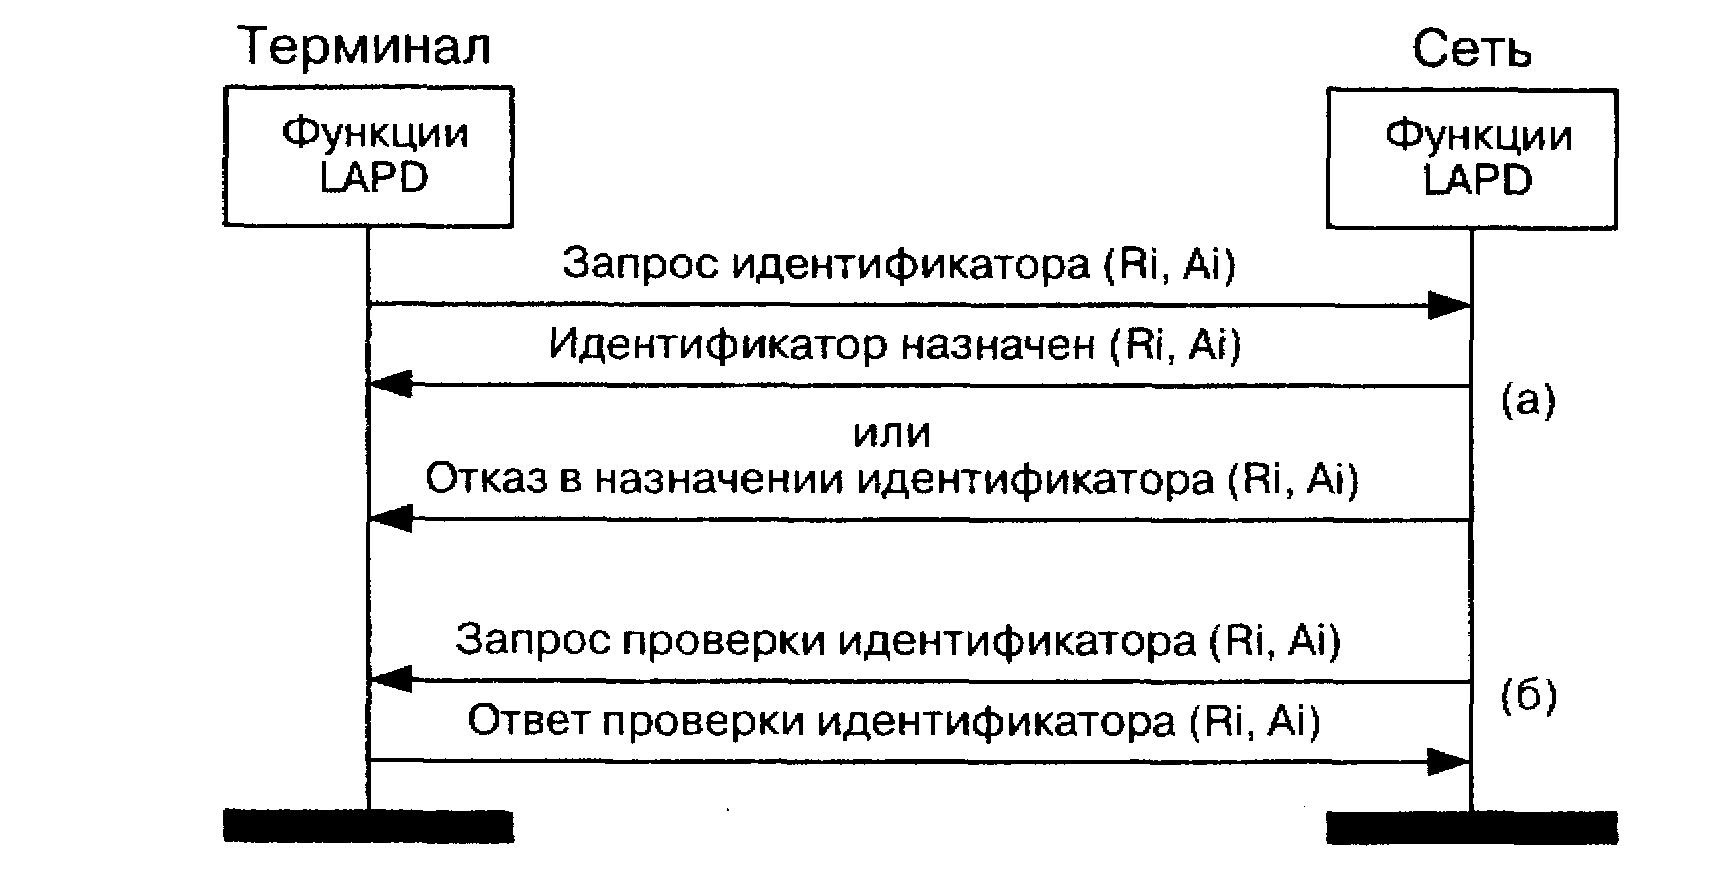 Терминал
Сеть
Функции
LAPD
Функции
LAPD
Запрос идентификатора (Ri, Ai)
Идентификатор назначен (Ri, Ai)
(а)
или
Отказ в назначении идентификатора (Ri, Ai)
Запрос проверки идентификатора (Ri, Ai)
(б)
Ответ проверки идентификатора (Ri, Ai)